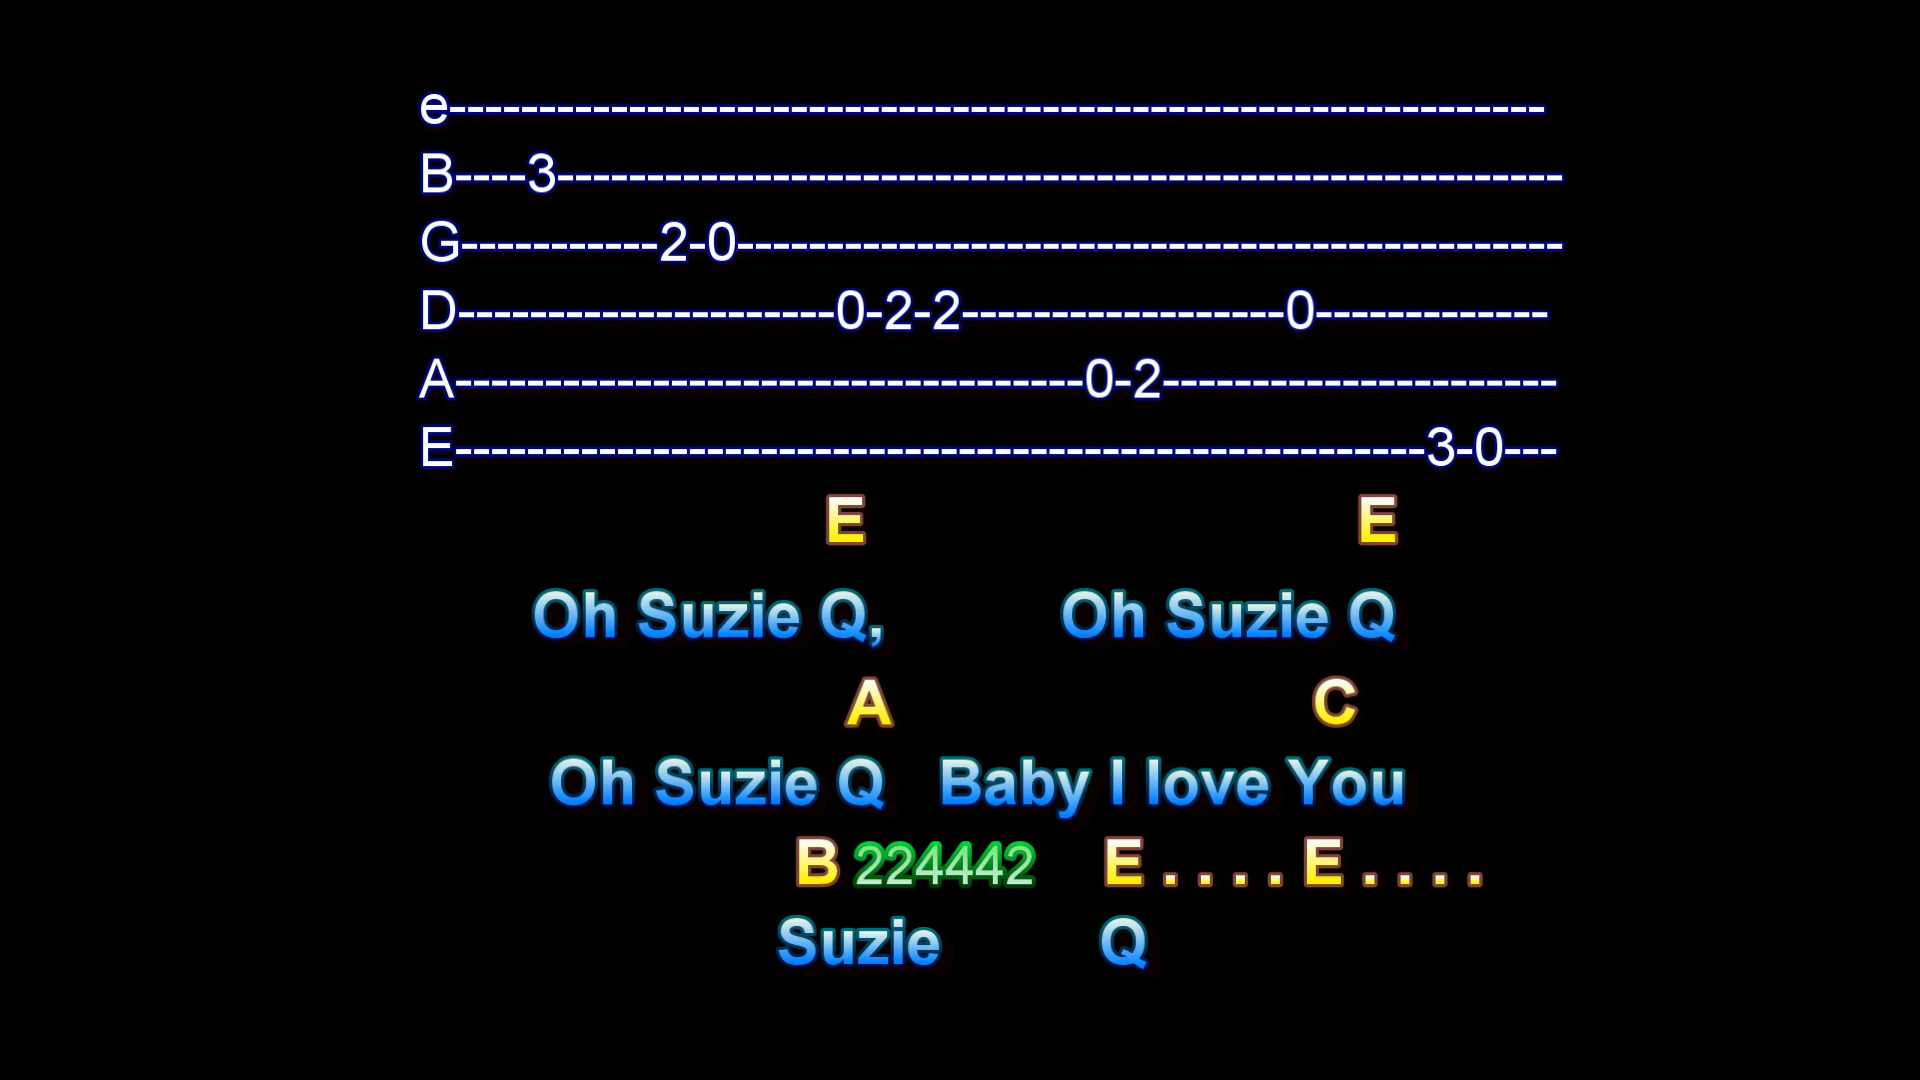 e-------------------------------------------------------------
B----3--------------------------------------------------------
G-----------2-0----------------------------------------------
D---------------------0-2-2------------------0-------------
A-----------------------------------0-2----------------------
E------------------------------------------------------3-0---
E E
Oh Suzie Q, Oh Suzie Q
A C
Oh Suzie Q Baby I love You
B 224442 E . . . . E . . . .
Suzie Q